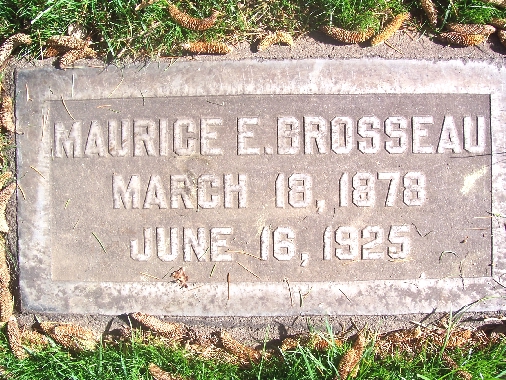 MAURICE E. BROSSEAU
MARCH 18, 1878
JUNE 16, 1925